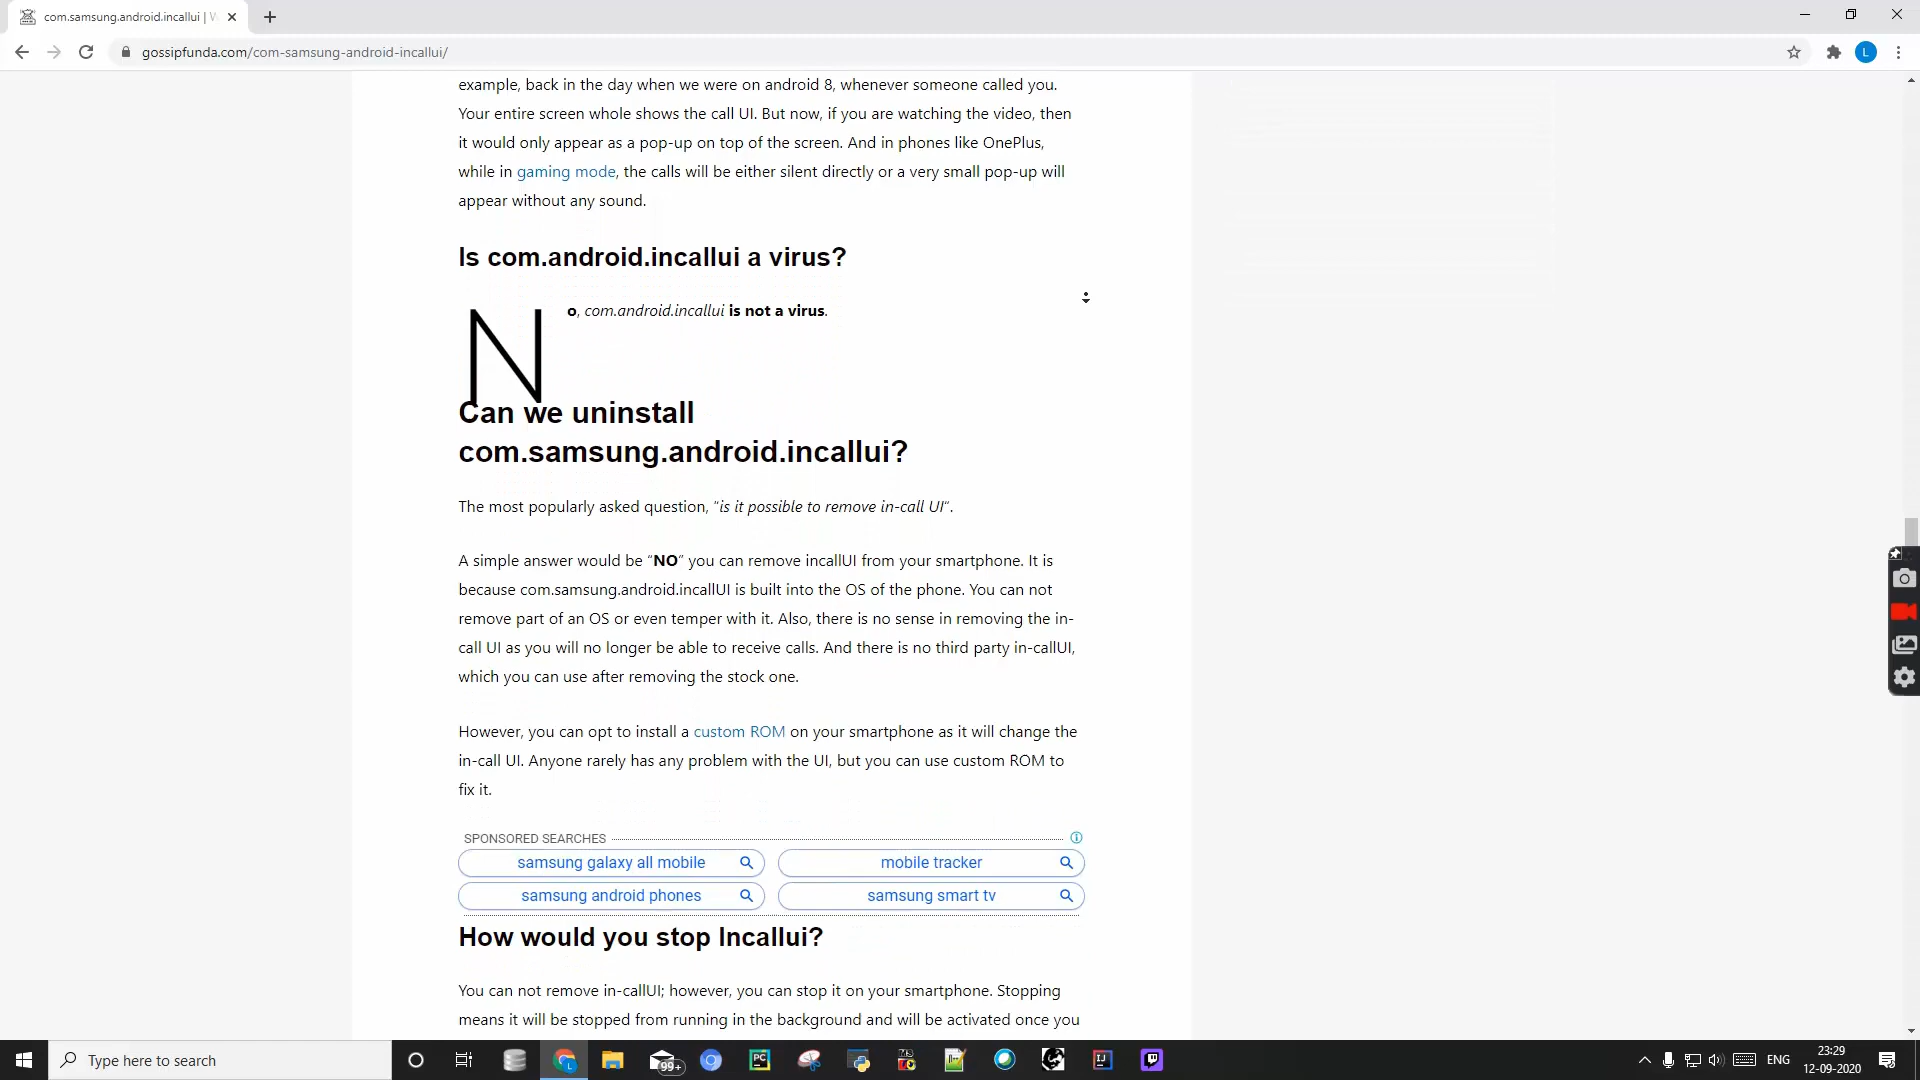 com.samsung.android.incallui | W
gossipfunda.com/com-samsung-android-incallui/
L
example, back in the day when we were on android 8, whenever someone called you.
Your entire screen whole shows the call UI. But now, if you are watching the video, then
it would only appear as a pop-up on top of the screen. And in phones like OnePlus,
while in gaming mode, the calls will be either silent directly or a very small pop-up will
appear without any sound.
Is com.android.incallui a virus?
No, com.android.incallui is not a virus.
Can we uninstall
com.samsung.android.incallui?
The most popularly asked question, “is it possible to remove in-call UI“.
A simple answer would be “NO” you can remove incallUI from your smartphone. It is
because com.samsung.android.incallUI is built into the OS of the phone. You can not
remove part of an OS or even temper with it. Also, there is no sense in removing the in-
call UI as you will no longer be able to receive calls. And there is no third party in-callUI,
which you can use after removing the stock one.
However, you can opt to install a custom ROM on your smartphone as it will change the
in-call UI. Anyone rarely has any problem with the UI, but you can use custom ROM to
fix it.
SPONSORED SEARCHES
samsung galaxy all mobile
mobile tracker
samsung android phones
samsung smart tv
How would you stop Incallui?
You can not remove in-callUI; however, you can stop it on your smartphone. Stopping
means it will be stopped from running in the background and will be activated once you
Type here to search
99+
PC
IJ
ENG
23:29
12-09-2020